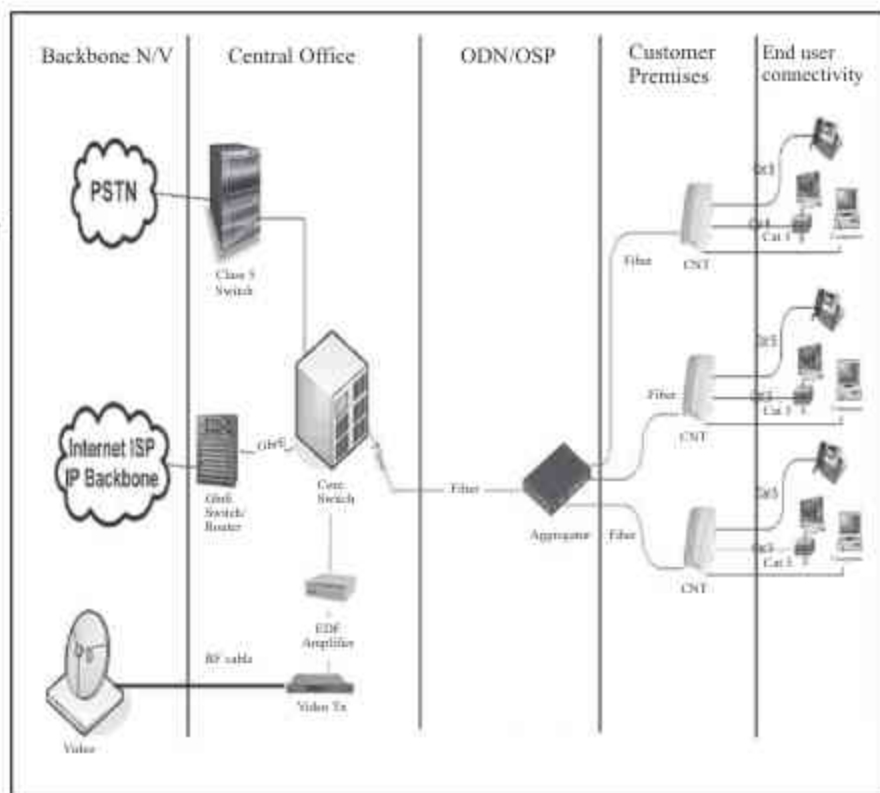 Backbone N/V
Central Office
ODN/OSP
Customer
Premises
End user
connectivity
PSTN
Class 5
Switch
Internet ISP
IP Backbone
GbE
GbE
Switch/
Router
Core
Switch
EDF
Amplifier
RF cable
Video Tx
Video
Fiber
Aggregator
Fiber
CNT
Cat 5
Fiber
CNT
Cat 5
Fiber
CNT
Cat 5